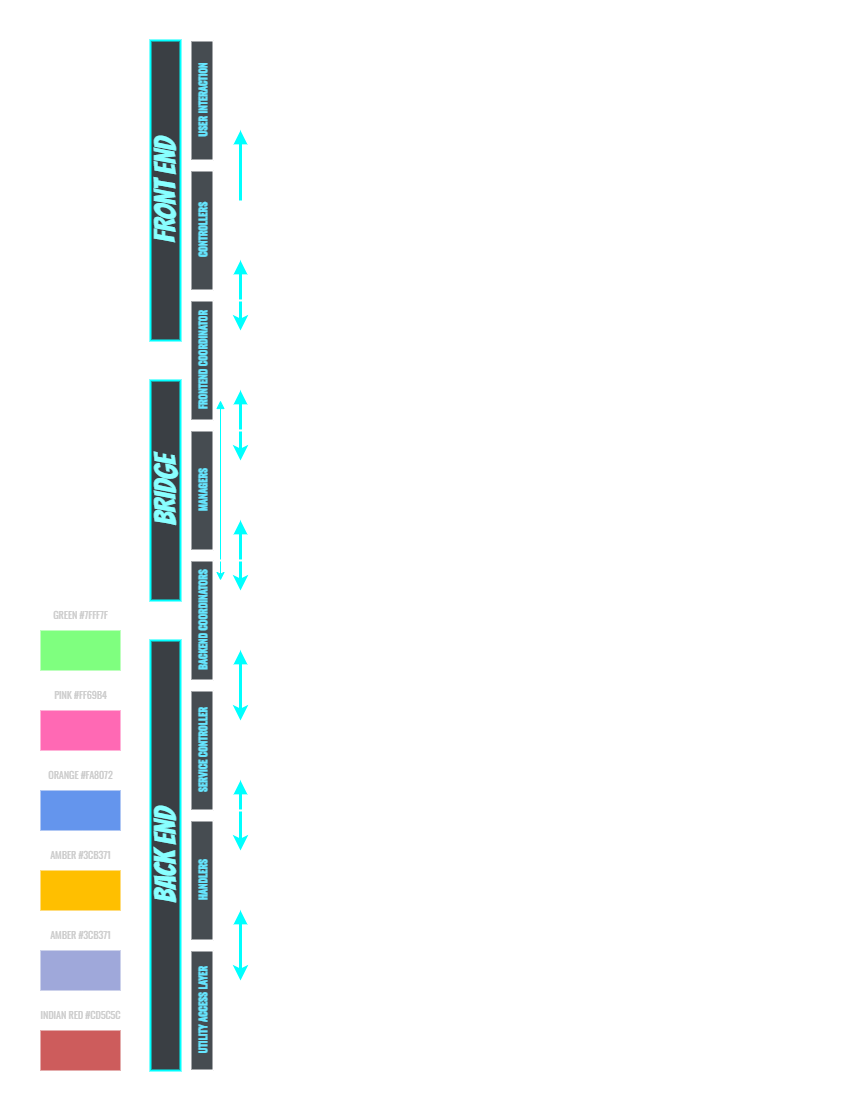 FRONT END
USER INTERACTION
CONTROLLERS
FRONTEND COORDINATOR
BRIDGE
MANAGERS
BACKEND COORDINATORS
BACK END
SERVICE CONTROLLER
HANDLERS
UTILITY ACCESS LAYER
GREEN #7FFF7F
PINK #FF69B4
ORANGE #FA8072
AMBER #3CB371
AMBER #3CB371
INDIAN RED #CD5C5C